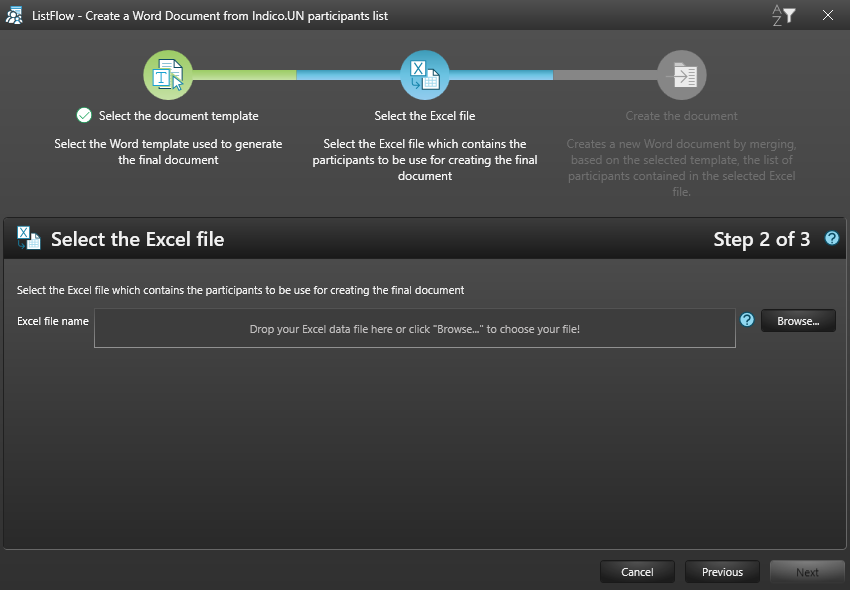 ListFlow - Create a Word Document from Indico.UN participants list
A
Z
Select the document template
Select the Word template used to generate
the final document
Select the Excel file
Select the Excel file which contains the
participants to be use for creating the final
document
Create the document
Creates a new Word document by merging,
based on the selected template, the list of
participants contained in the selected Excel
file.
Select the Excel file
Step 2 of 3
Select the Excel file which contains the participants to be use for creating the final document
Excel file name
Drop your Excel data file here or click "Browse..." to choose your file!
Browse...
Cancel
Previous
Next